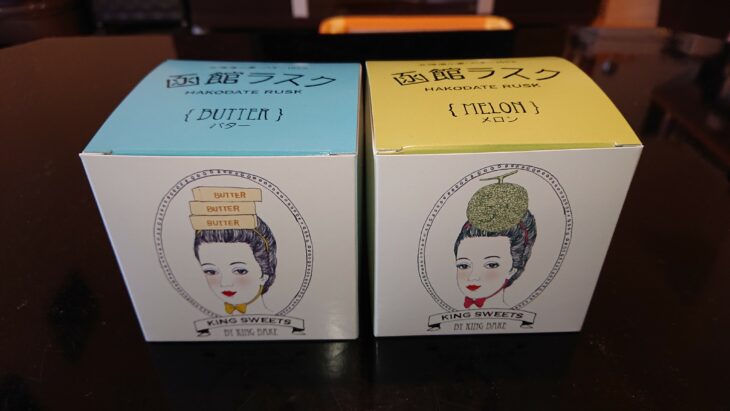 函館ラスク
HAKODATE RUSK
{ BUTTER }
バター
BUTTER
BUTTER
BUTTER
KING SWEETS
BY KING BAKE
函館ラスク
HAKODATE RUSK
{ MELON }
メロン
KING SWEETS
BY KING BAKE